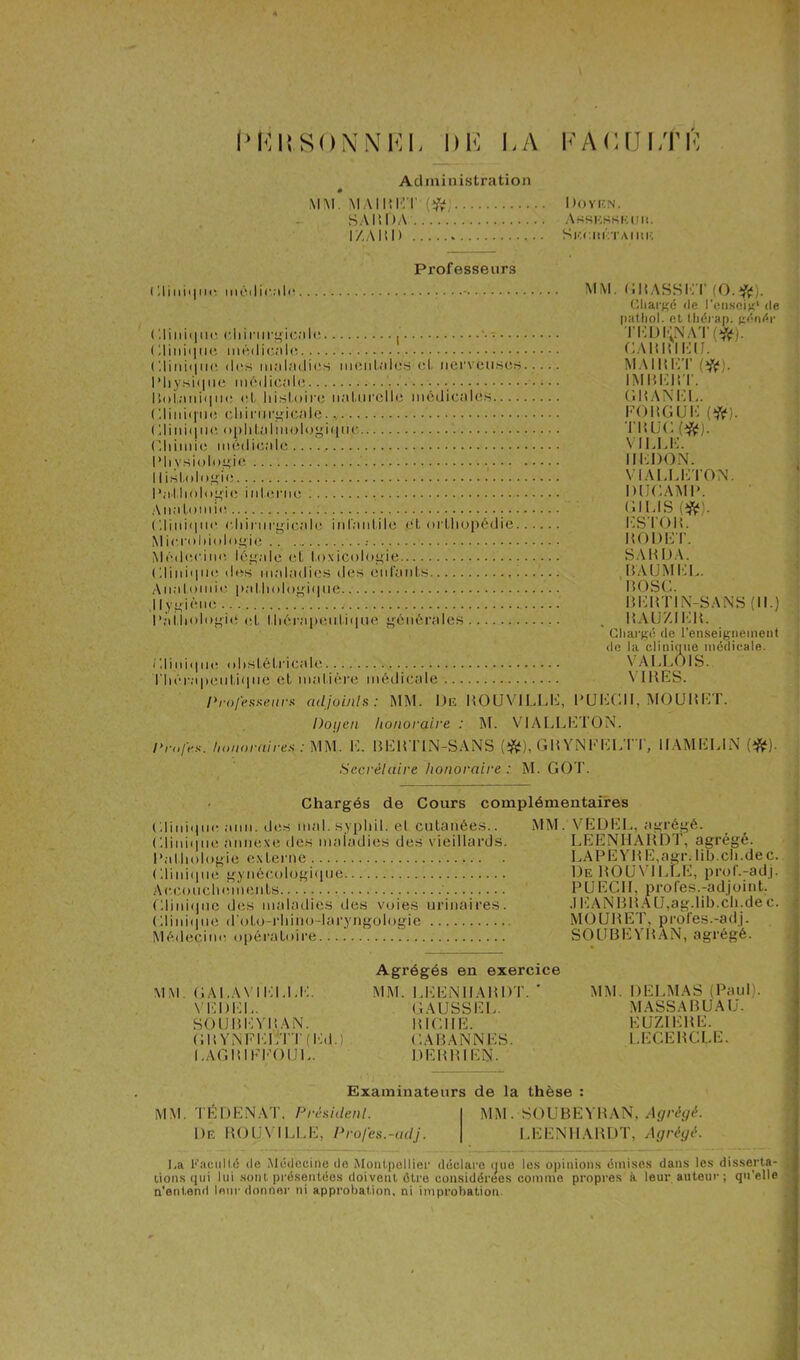 PERSONNEL DE LA FACULTÉ
Administration
MM. MAIRET (✻) Doyen.
SARDA Assesseur.
IZARD Secrétaire
Professeurs
Clinique médicale MM. GRASSET (O.✻).
Chargé de l'enseig' de
pathol. et thérap. génér
Clinique chirurgicale TEDENAT (✻).
Clinique médicale CARRIEU.
Clinique des maladies mentales et nerveuses MAIRET (✻).
Physique médicale IMBERT.
Botanique et histoire naturelle médicales GRANEL.
Clinique chirurgicale FORGUE (✻).
Clinique ophtalmologique TRUC (✻).
Chimie médicale VILLE.
Physiologie HEDON.
Histologie VIALLETON.
Pathologie interne DUCAMP.
Anatomie GILIS (✻).
Clinique chirurgicale infantile et orthopédie ESTOR.
Microbiologie RODET.
Médecine légale et toxicologie SARDA.
Clinique des maladies des enfants BAUMEL.
Anatomie pathologique BOSC.
Hygiène BERTIN-SANS (H.)
Pathologie et thérapeutique générales RAUZIER.
Chargé de l'enseignement
de la clinique médicale.
Clinique obstétricale VALLOIS.
Thérapeutique et matière médicale VIRES.
Professeurs adjoints : MM. De ROUVILLE, PUECH, MOURET.
Doyen honoraire : M. VIALLETON.
Profes. honoraires : MM. E. BERTIN-SANS (✻), GRYNFELTT, HAMELIN (✻).
Secrétaire honoraire : M. GOT.
Chargés de Cours complémentaires
Clinique ann. des mal. syphil. et cutanées.. MM. VEDEL, agrégé.
Clinique annexe des maladies des vieillards. LEENHARDT, agrégé.
Pathologie externe LAPEYRE,agr.lib.ch.dec.
Clinique gynécologique De ROUVILLE, prof.-adj.
Accouchements PUECH, profes.-adjoint.
Clinique des maladies des voies urinaires. JEANBRAU,ag.lib.ch.dec.
Clinique d'oto-rhino-laryngologie MOURET, profes.-adj.
Médecine opératoire SOUBEYRAN, agrégé.
Agrégés en exercice
MM. GALAVIELLE. MM. LEENHARDT. MM. DELMAS (Paul).
VEDEL. GAUSSEL. MASSABUAU.
SOUBEYRAN. RICHE. EUZIERE.
GRYNFELTT (Ed.) CABANNES. LECERCLE.
LAGRIFFOUL. DERRIEN.
Examinateurs de la thèse :
MM. TÉDENAT, Président. MM. SOUBEYRAN, Agrégé.
De ROUVILLE, Profes.-adj. LEENHARDT, Agrégé.
La Faculté de Médecine de Montpellier déclare que les opinions émises dans les disserta-
tions qui lui sont présentées doivent être considérées comme propres à leur auteur ; qu'elle
n'entend leur donner ni approbation, ni improbation.